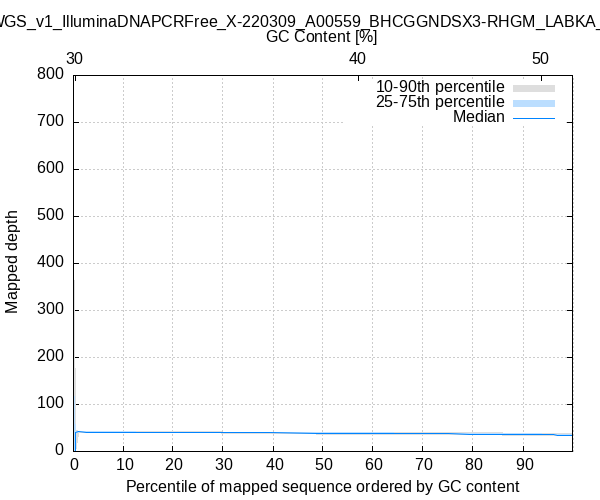 WGS_v1_IlluminaDNAPCRFree_X-220309_A00559_BHCGGNDSX3-RHGM_LABKA_
GC Content [%]
30 40 50
800
700
600
500
400
300
200
100
0
Mapped depth
10-90th percentile
25-75th percentile
Median
0 10 20 30 40 50 60 70 80 90
Percentile of mapped sequence ordered by GC content